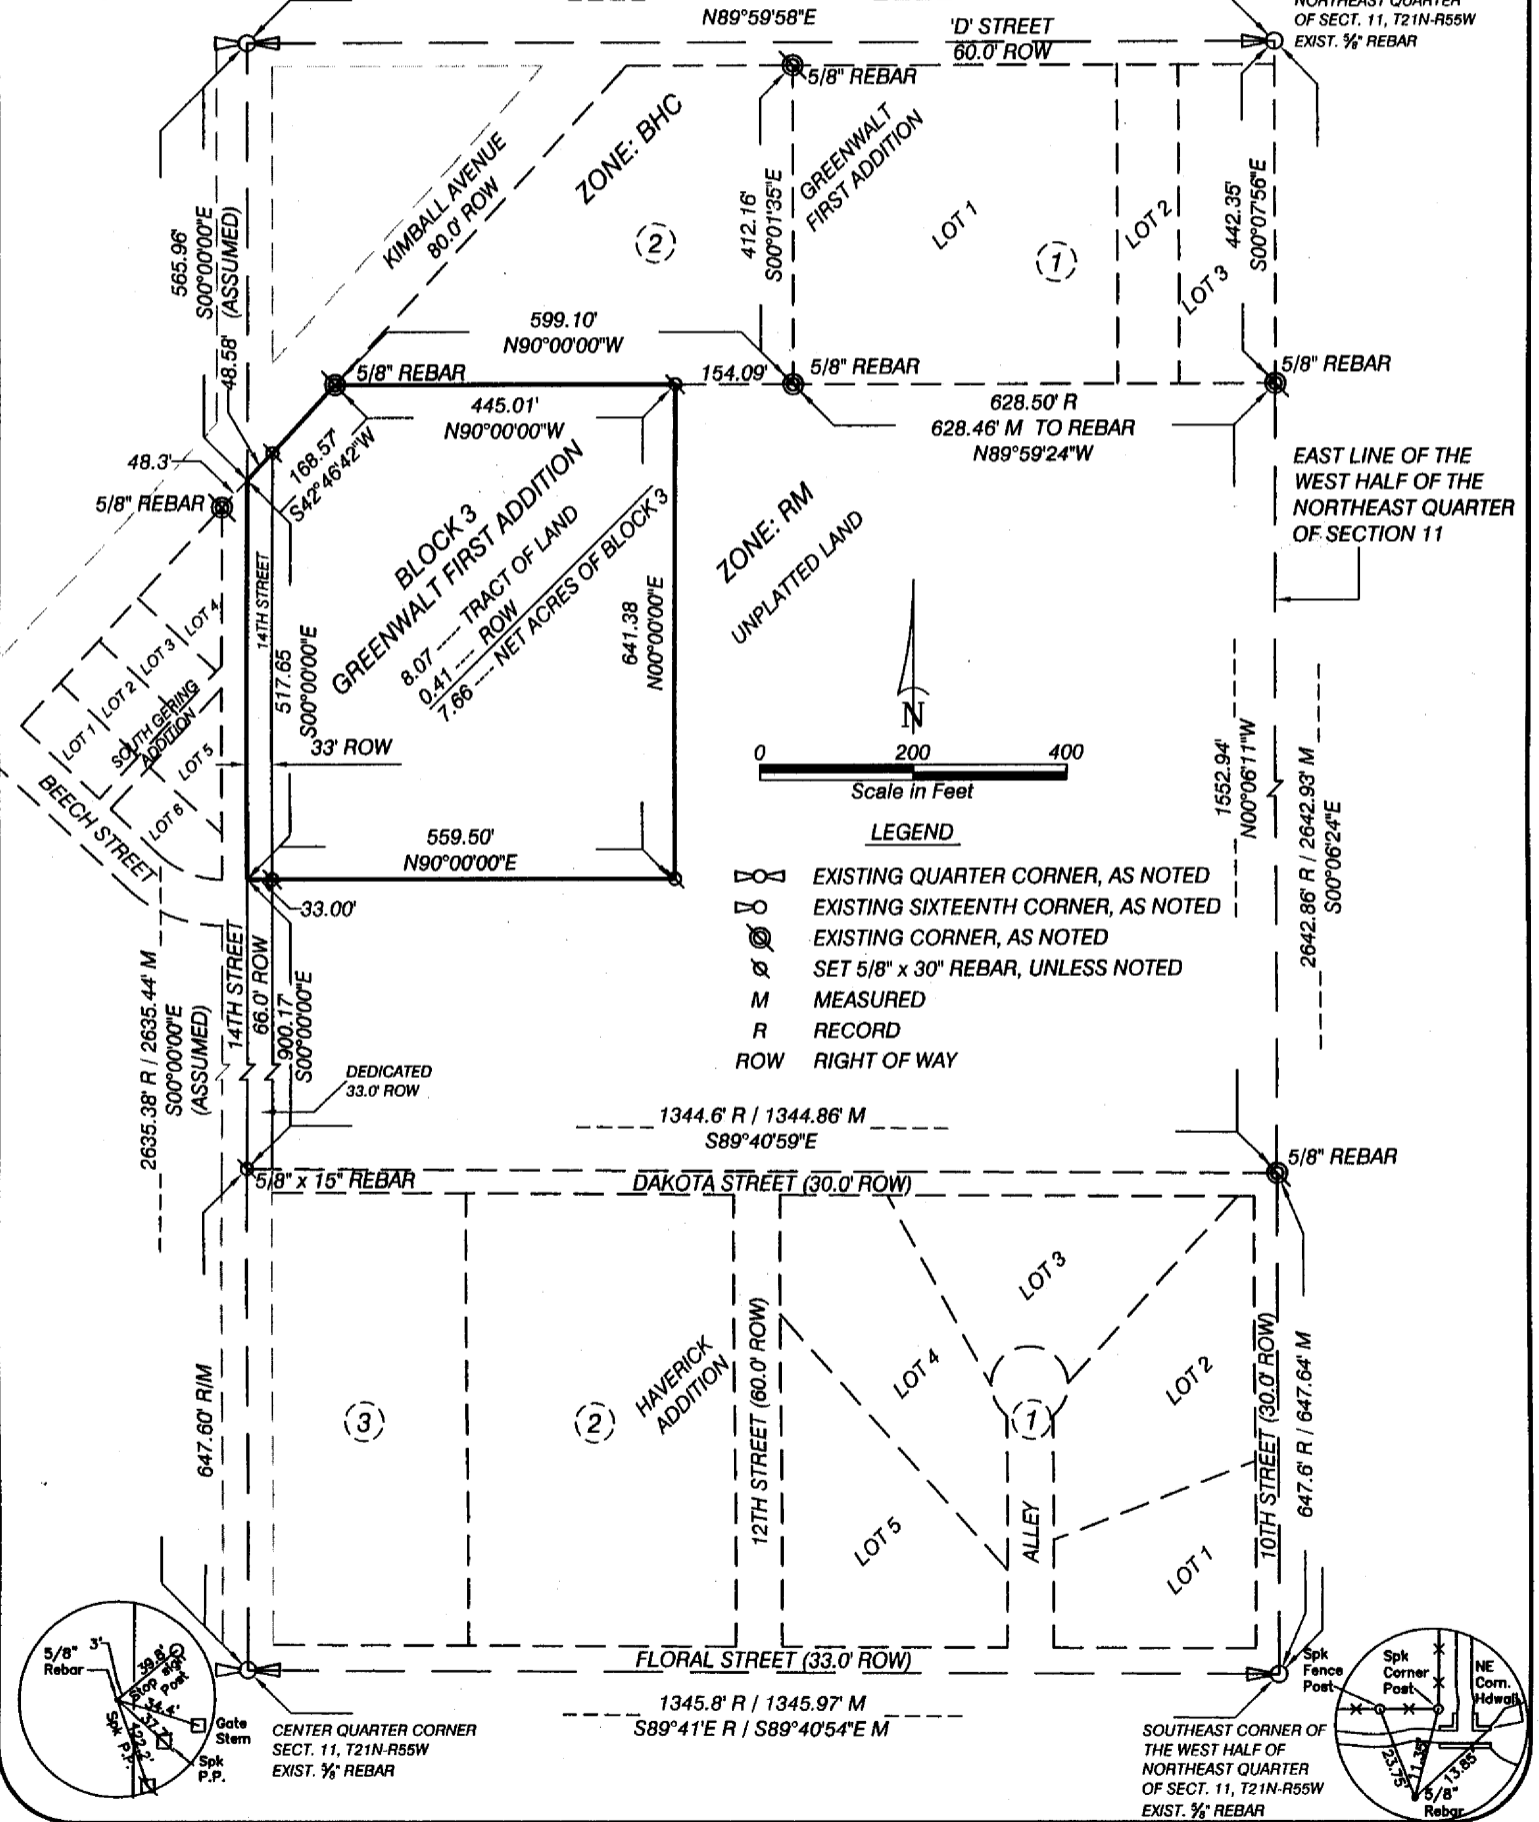 N89°59'58"E
'D' STREET
60.0' ROW
NORTHEAST QUARTER
OF SECT. 11, T21N-R55W
EXIST. ⅝" REBAR
5/8" REBAR
KIMBALL AVENUE
80.0' ROW
ZONE: BHC
2
412.16'
S00°01'35"E
GREENWALT
FIRST ADDITION
LOT 1
1
LOT 2
LOT 3
442.35'
S00°07'56"E
565.96'
S00°00'00"E
(ASSUMED)
48.58'
599.10'
N90°00'00"W
5/8" REBAR
154.09'
5/8" REBAR
5/8" REBAR
445.01'
N90°00'00"W
628.50' R
628.46' M TO REBAR
N89°59'24"W
48.3'
5/8" REBAR
168.57'
S42°46'42"W
EAST LINE OF THE
WEST HALF OF THE
NORTHEAST QUARTER
OF SECTION 11
BLOCK 3
GREENWALT FIRST ADDITION
8.07 ---- TRACT OF LAND
0.41 ---- ROW
7.66 ---- NET ACRES OF BLOCK 3
ZONE: RM
UNPLATTED LAND
14TH STREET
517.65
S00°00'00"E
641.38
N00°00'00"E
33' ROW
LOT 4
LOT 3
LOT 2
LOT 1
SOUTH GERING
ADDITION
LOT 5
LOT 6
BEECH STREET
N
0 200 400
Scale in Feet
1552.94'
N00°06'11"W
2642.86' R / 2642.93' M
S00°06'24"E
559.50'
N90°00'00"E
33.00'
LEGEND
EXISTING QUARTER CORNER, AS NOTED
EXISTING SIXTEENTH CORNER, AS NOTED
EXISTING CORNER, AS NOTED
SET 5/8" x 30" REBAR, UNLESS NOTED
M MEASURED
R RECORD
ROW RIGHT OF WAY
2635.38' R / 2635.44' M
S00°00'00"E
(ASSUMED)
14TH STREET
66.0' ROW
900.17'
S00°00'00"E
DEDICATED
33.0' ROW
1344.6' R / 1344.86' M
S89°40'59"E
5/8" REBAR
5/8" x 15" REBAR
DAKOTA STREET (30.0' ROW)
647.60' R/M
3
2
HAVERICK
ADDITION
12TH STREET (60.0' ROW)
LOT 3
LOT 4
LOT 2
1
LOT 5
ALLEY
LOT 1
10TH STREET (30.0' ROW)
647.6' R / 647.64' M
FLORAL STREET (33.0' ROW)
1345.8' R / 1345.97' M
S89°41'E R / S89°40'54"E M
5/8"
Rebar
3'
39.8'
Stop sign
Post
34.4'
Gate
Stem
Spk
P.P.
Spk
P.P.
CENTER QUARTER CORNER
SECT. 11, T21N-R55W
EXIST. ⅝" REBAR
SOUTHEAST CORNER OF
THE WEST HALF OF
NORTHEAST QUARTER
OF SECT. 11, T21N-R55W
EXIST. ⅝" REBAR
Spk
Fence
Post
Spk
Corner
Post
NE
Corn.
Hdwall
23.75'
11.35'
13.85'
5/8"
Rebar